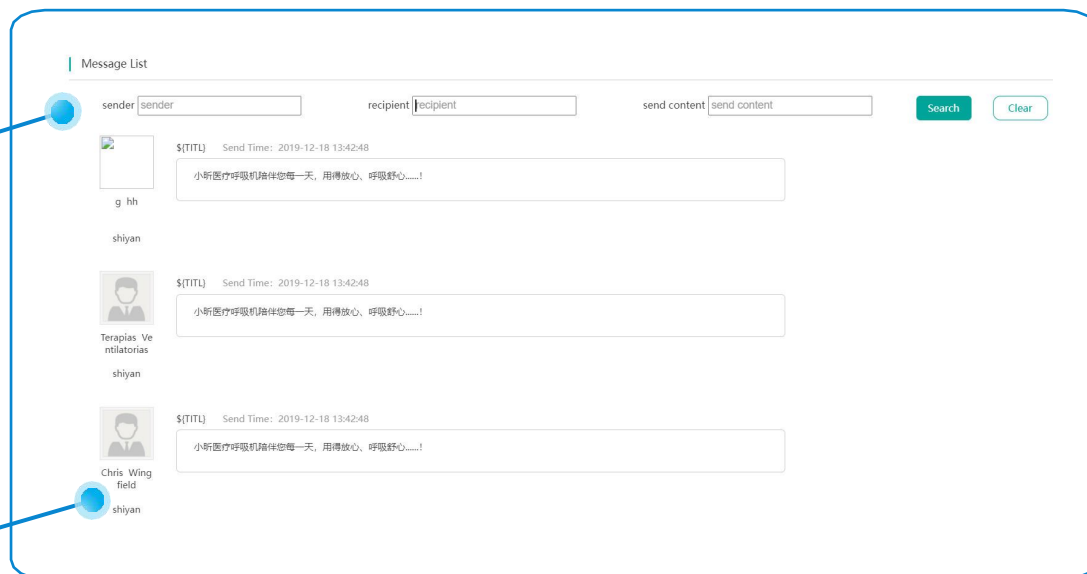 Message List
sender sender recipient recipient send content send content Search Clear
${TITL} Send Time: 2019-12-18 13:42:48
小昕医疗呼吸机陪伴您每一天，用得放心、呼吸舒心......！
g hh
shiyan
${TITL} Send Time: 2019-12-18 13:42:48
小昕医疗呼吸机陪伴您每一天，用得放心、呼吸舒心......！
Terapias Ve
ntilatorias
shiyan
${TITL} Send Time: 2019-12-18 13:42:48
小昕医疗呼吸机陪伴您每一天，用得放心、呼吸舒心......！
Chris Wing
field
shiyan